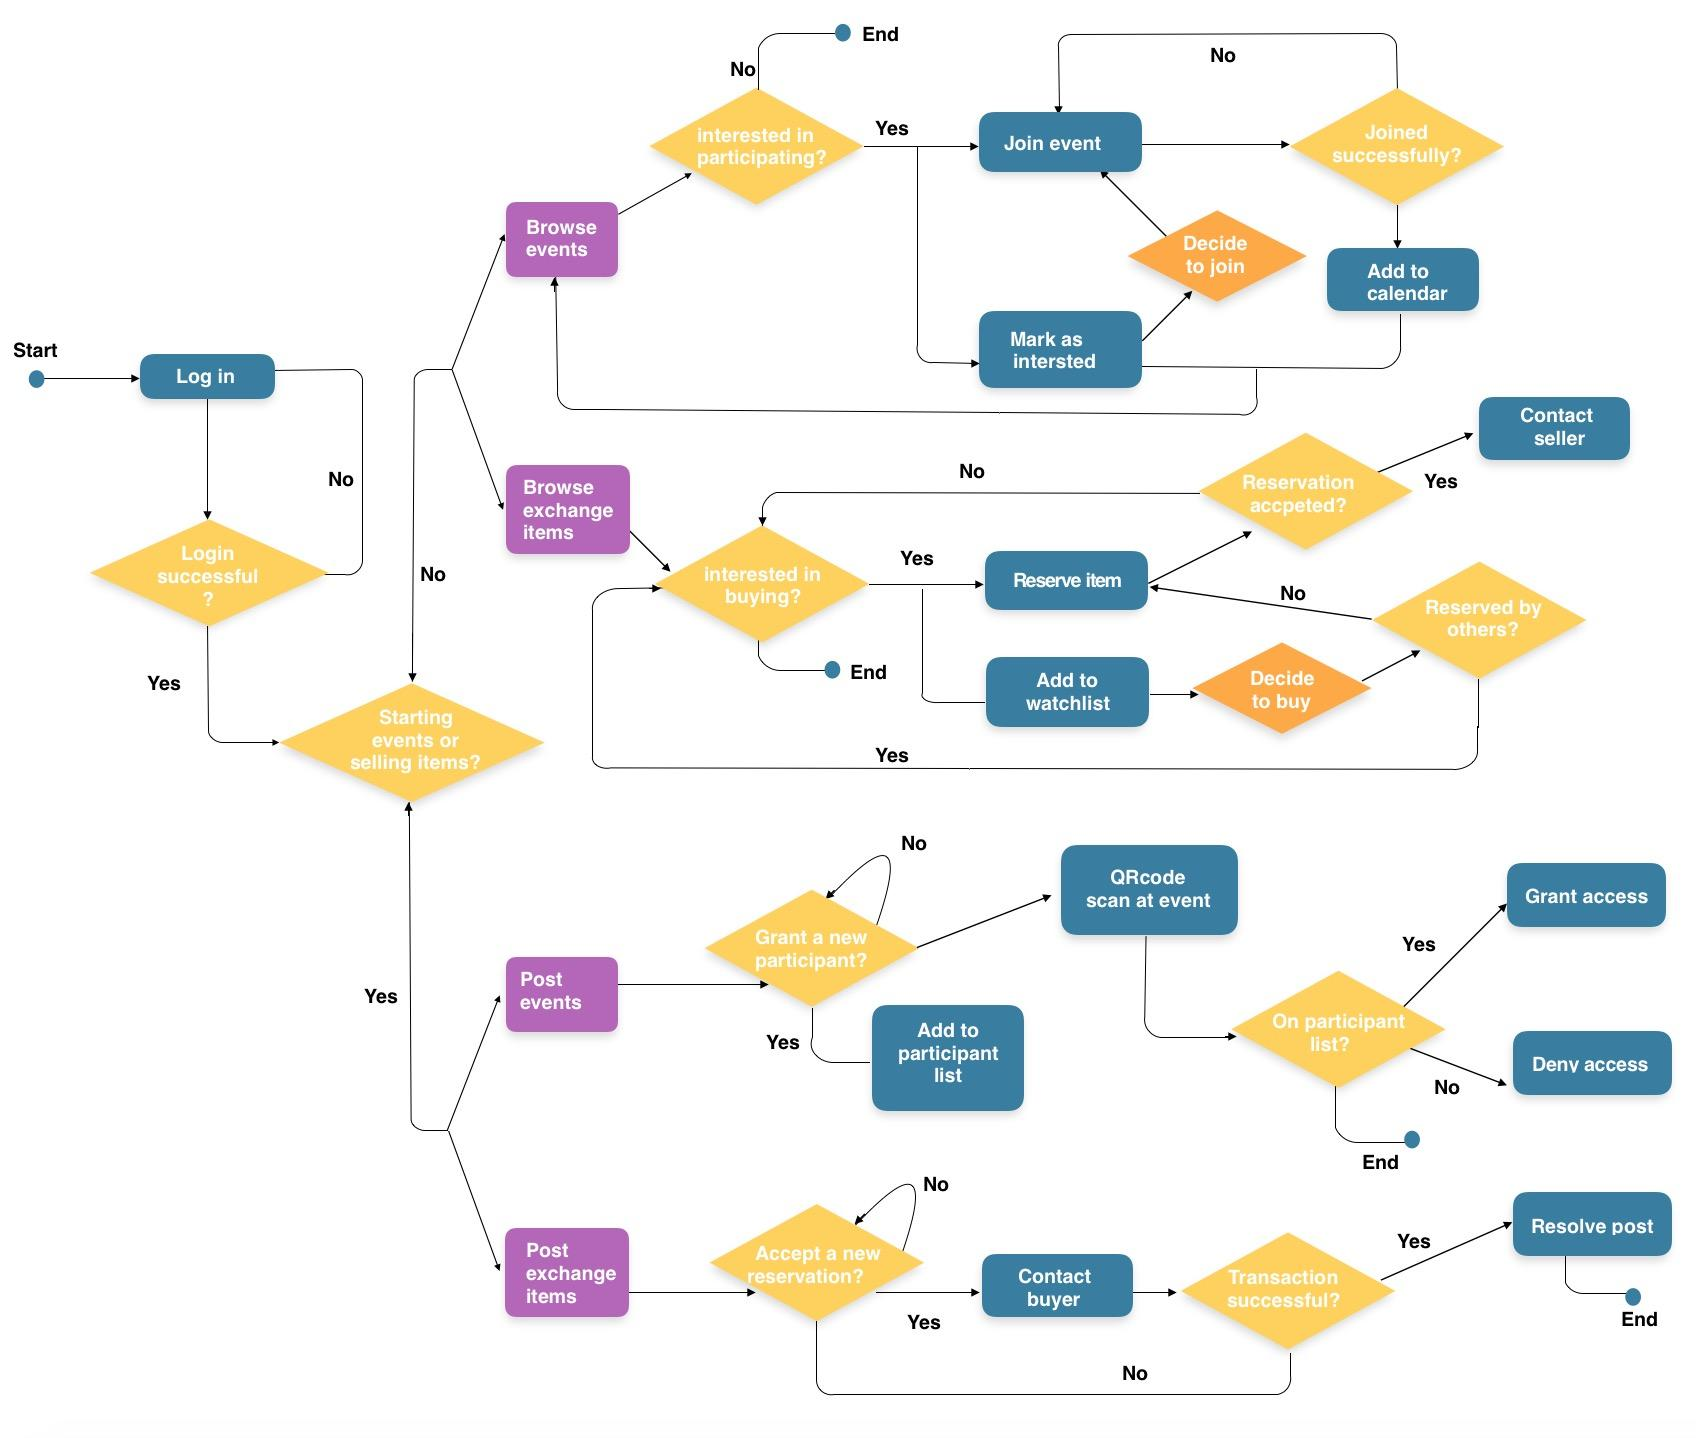 End
No
No
interested in
participating?
Yes
Join event
Joined
successfully?
Browse
events
Decide
to join
Add to
calendar
Mark as
intersted
Start
Log in
No
Login
successful
?
Yes
No
Starting
events or
selling items?
Browse
exchange
items
No
Reservation
accpeted?
Contact
seller
Yes
interested in
buying?
Yes
Reserve item
No
Reserved by
others?
End
Add to
watchlist
Decide
to buy
Yes
No
Grant a new
participant?
QRcode
scan at event
Grant access
Yes
Yes
Post
events
Yes
Add to
participant
list
On participant
list?
Deny access
No
End
No
Post
exchange
items
Accept a new
reservation?
Yes
Contact
buyer
Transaction
successful?
Yes
Resolve post
End
No